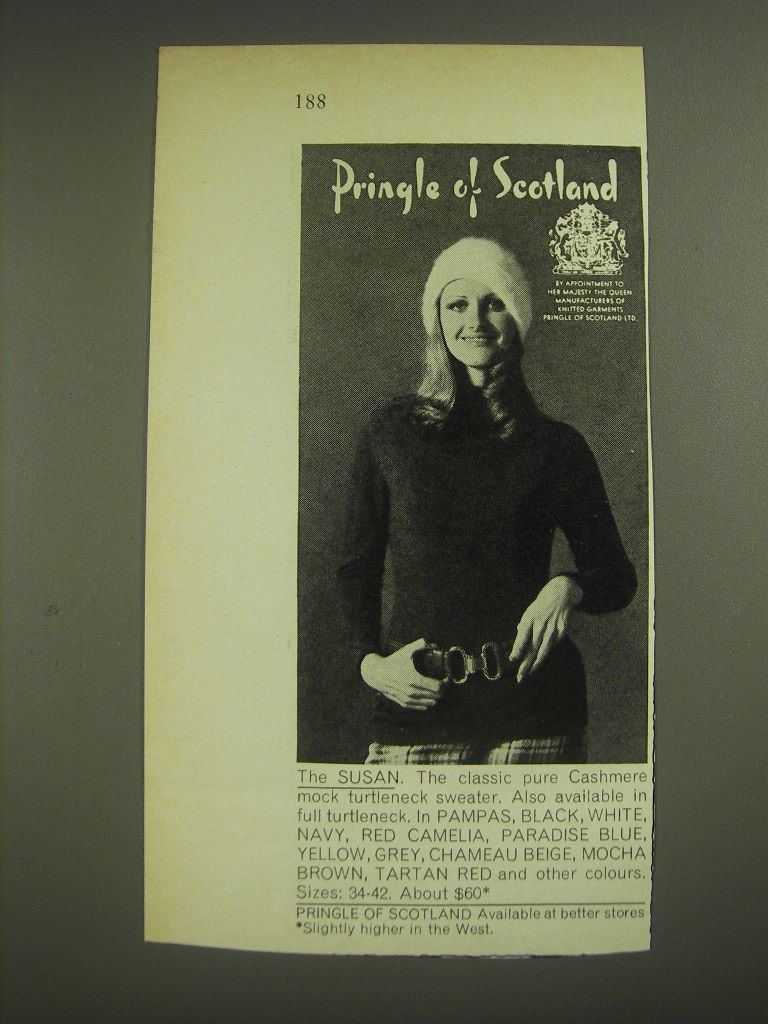 188
Pringle of Scotland
BY APPOINTMENT TO
HER MAJESTY THE QUEEN
MANUFACTURERS OF
KNITTED GARMENTS
PRINGLE OF SCOTLAND LTD.
The SUSAN. The classic pure Cashmere
mock turtleneck sweater. Also available in
full turtleneck. In PAMPAS, BLACK, WHITE,
NAVY, RED CAMELIA, PARADISE BLUE,
YELLOW, GREY, CHAMEAU BEIGE, MOCHA
BROWN, TARTAN RED and other colours.
Sizes: 34-42. About $60*
PRINGLE OF SCOTLAND Available at better stores
*Slightly higher in the West.